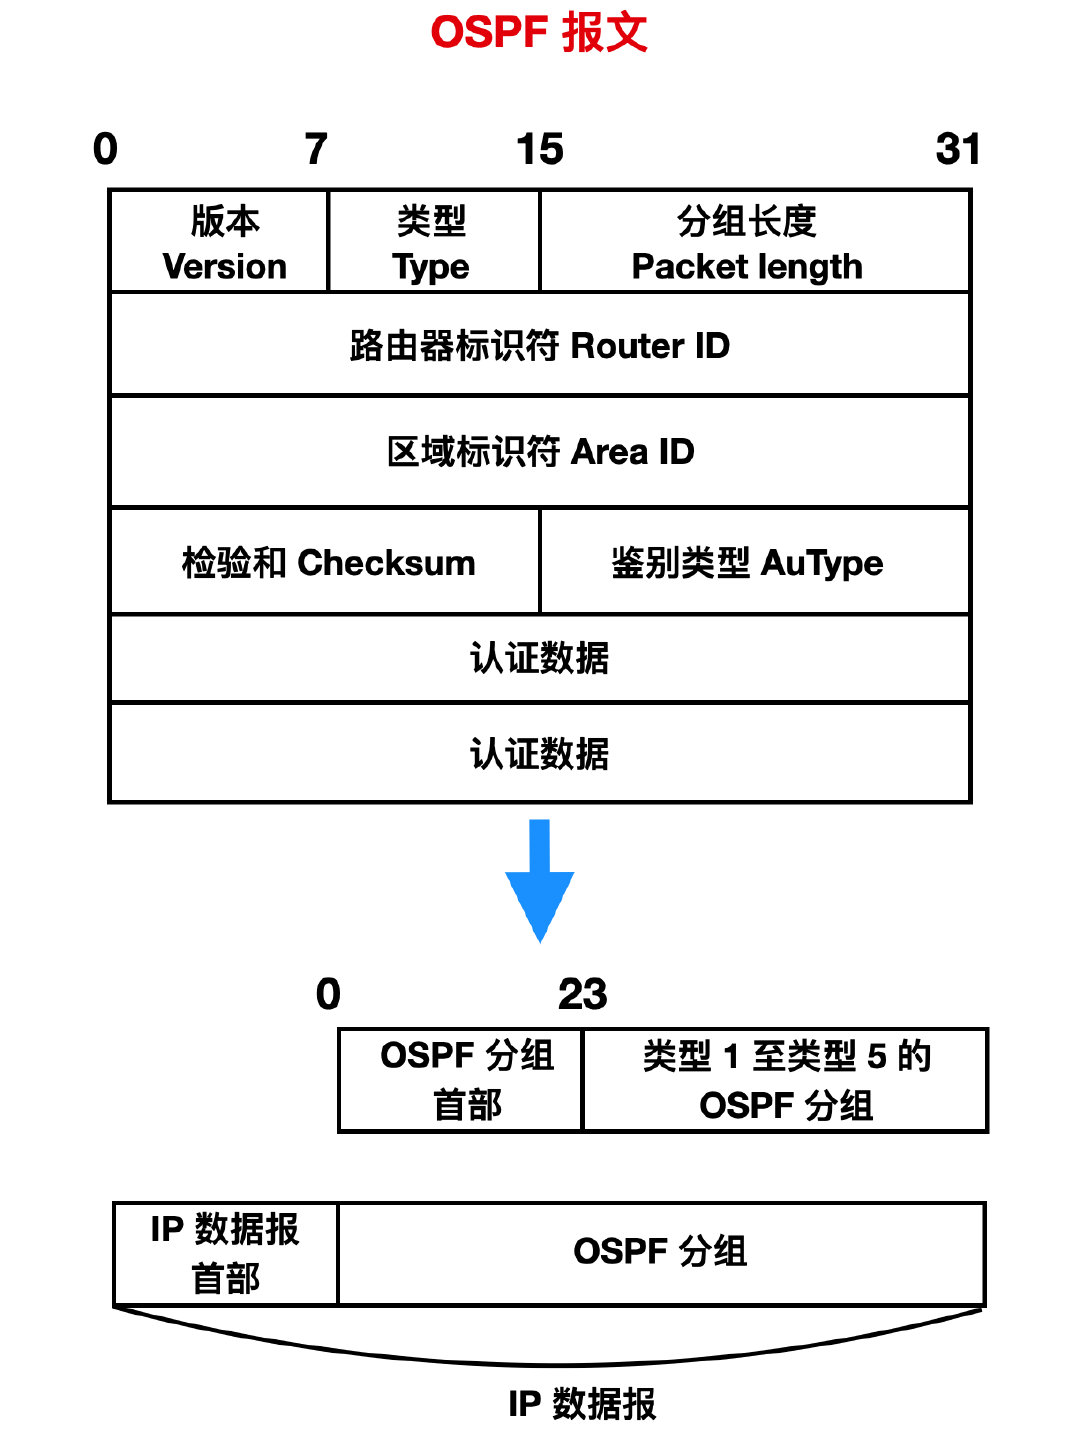 OSPF 报文
0 7 15 31
版本 类型 分组长度
Version Type Packet length
路由器标识符 Router ID
区域标识符 Area ID
检验和 Checksum 鉴别类型 AuType
认证数据
认证数据
0 23
OSPF 分组 类型 1 至类型 5 的
首部 OSPF 分组
IP 数据报
首部
OSPF 分组
IP 数据报